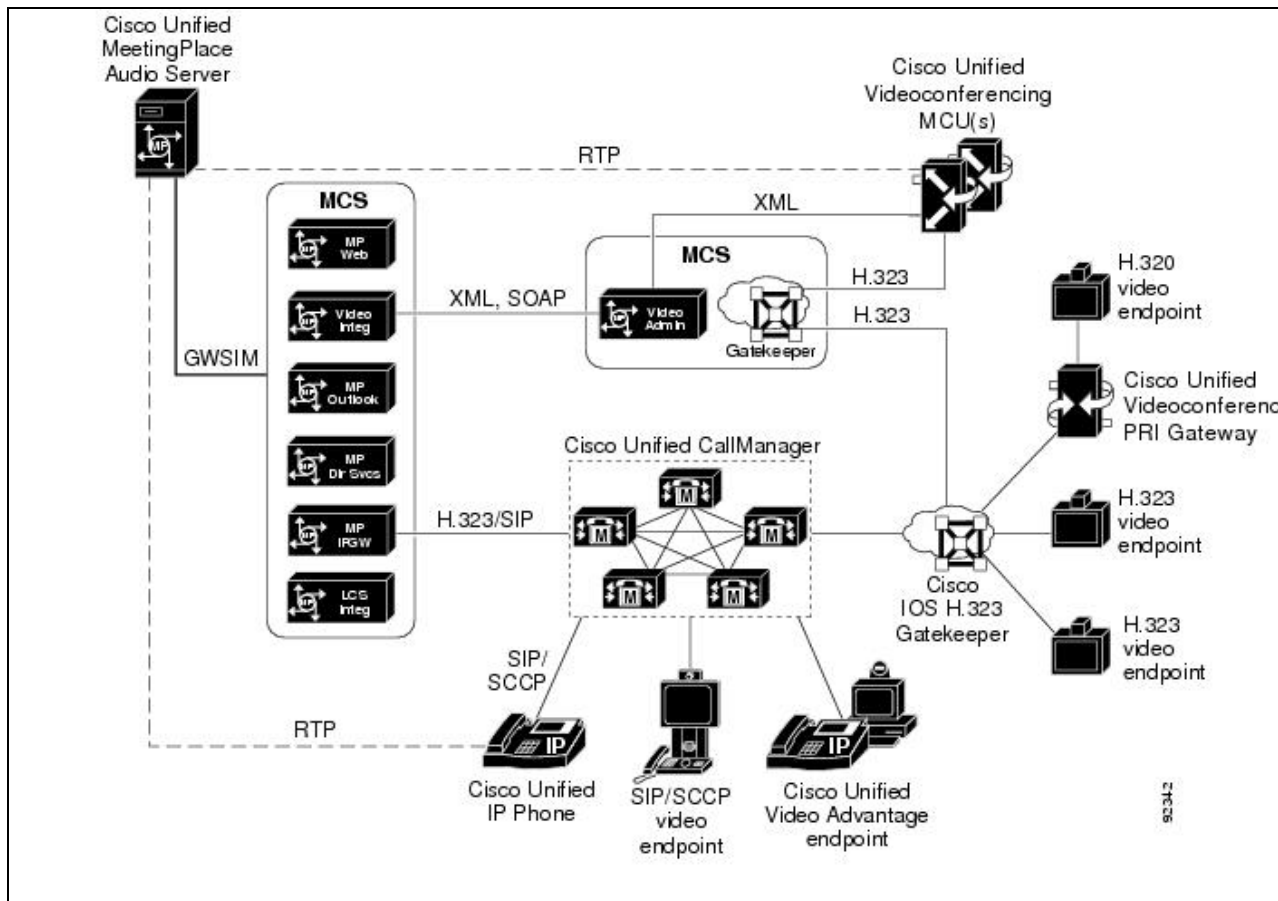 Cisco Unified
MeetingPlace
Audio Server
MP
Cisco Unified
Videoconferencing
MCU(s)
RTP
MCS
MP
Web
Video
Integ
MP
Outlook
MP
Dir Svcs
MP
IPGW
LCS
Integ
GWSIM
XML
MCS
XML, SOAP
Video
Admin
Gatekeeper
H.323
H.323
H.320
video
endpoint
Cisco Unified
Videoconferenc
PRI Gateway
Cisco Unified CallManager
M
M
M
M
M
H.323/SIP
H.323
video
endpoint
Cisco
IOS H.323
Gatekeeper
H.323
video
endpoint
SIP/
SCCP
RTP
IP
Cisco Unified
IP Phone
SIP/SCCP
video
endpoint
IP
Cisco Unified
Video Advantage
endpoint
92342